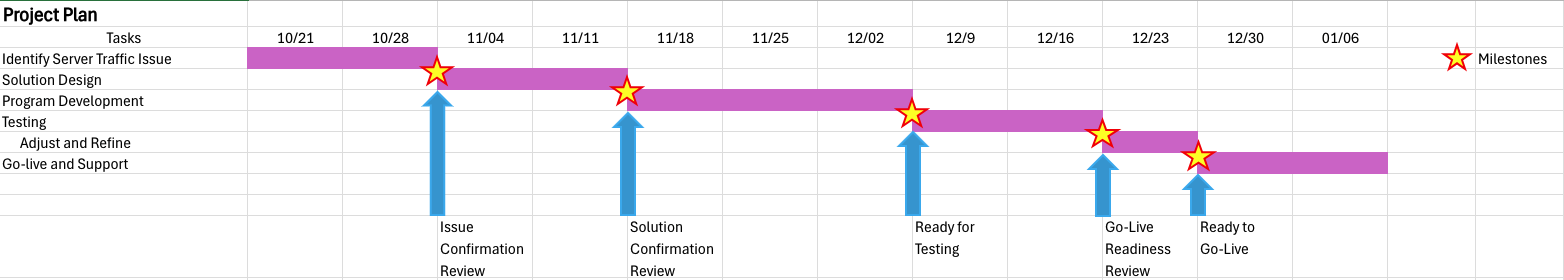 Project Plan
Tasks 10/21 10/28 11/04 11/11 11/18 11/25 12/02 12/9 12/16 12/23 12/30 01/06
Identify Server Traffic Issue
Milestones
Solution Design
Program Development
Testing
Adjust and Refine
Go-live and Support
Issue
Confirmation
Review
Solution
Confirmation
Review
Ready for
Testing
Go-Live
Readiness
Review
Ready to
Go-Live